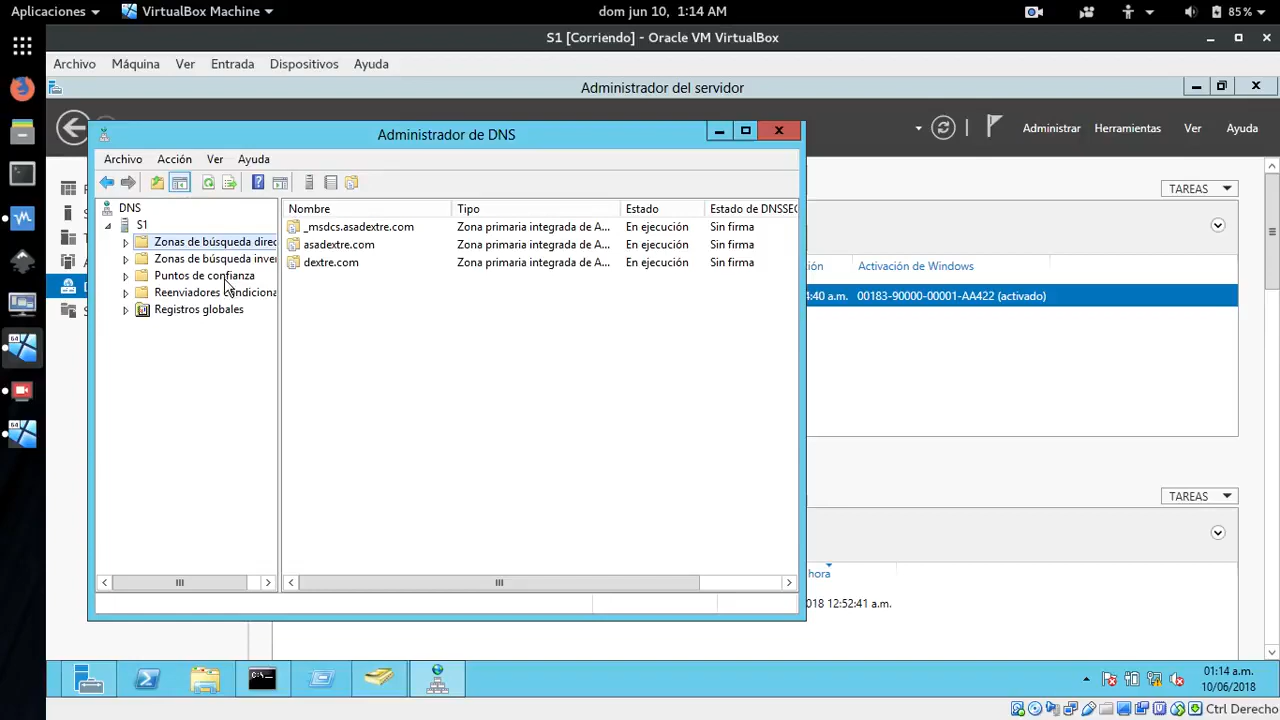 Aplicaciones VirtualBox Machine dom jun 10, 1:14 AM 85%
S1 [Corriendo] - Oracle VM VirtualBox
Archivo Máquina Ver Entrada Dispositivos Ayuda
Administrador del servidor
Administrar Herramientas Ver Ayuda
Administrador de DNS
Archivo Acción Ver Ayuda
TAREAS
DNS
S1
Zonas de búsqueda direc
Zonas de búsqueda inver
Puntos de confianza
Reenviadores condiciona
Registros globales
Nombre Tipo Estado Estado de DNSSEC
_msdcs.asadextre.com Zona primaria integrada de A... En ejecución Sin firma
asadextre.com Zona primaria integrada de A... En ejecución Sin firma
dextre.com Zona primaria integrada de A... En ejecución Sin firma
ión Activación de Windows
:40 a.m. 00183-90000-00001-AA422 (activado)
TAREAS
hora
018 12:52:41 a.m.
01:14 a.m.
10/06/2018
Ctrl Derecho